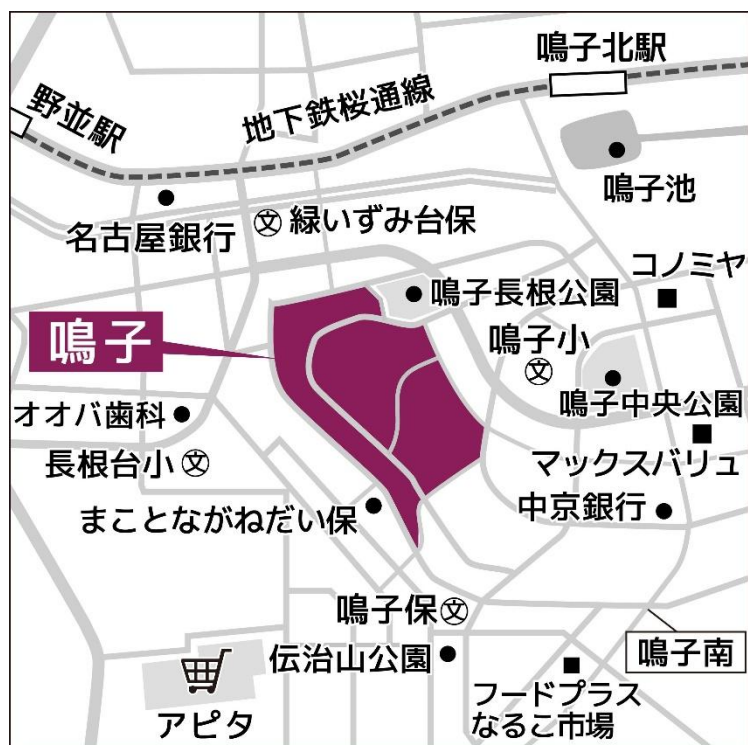 鳴子北駅
野並駅
地下鉄桜通線
鳴子池
名古屋銀行
文 緑いずみ台保
コノミヤ
鳴子長根公園
鳴子
鳴子小
文
鳴子中央公園
オオバ歯科
長根台小 文
マックスバリュ
まことながねだい保
中京銀行
鳴子保 文
鳴子南
伝治山公園
アピタ
フードプラス
なるこ市場